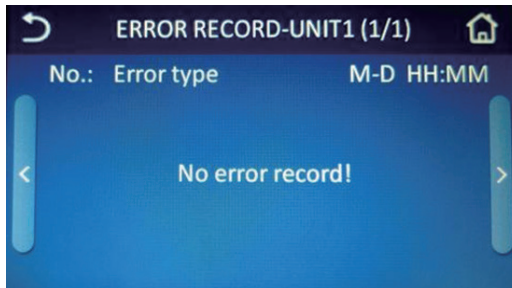 ERROR RECORD-UNIT1 (1/1)
No.: Error type M-D HH:MM
No error record!